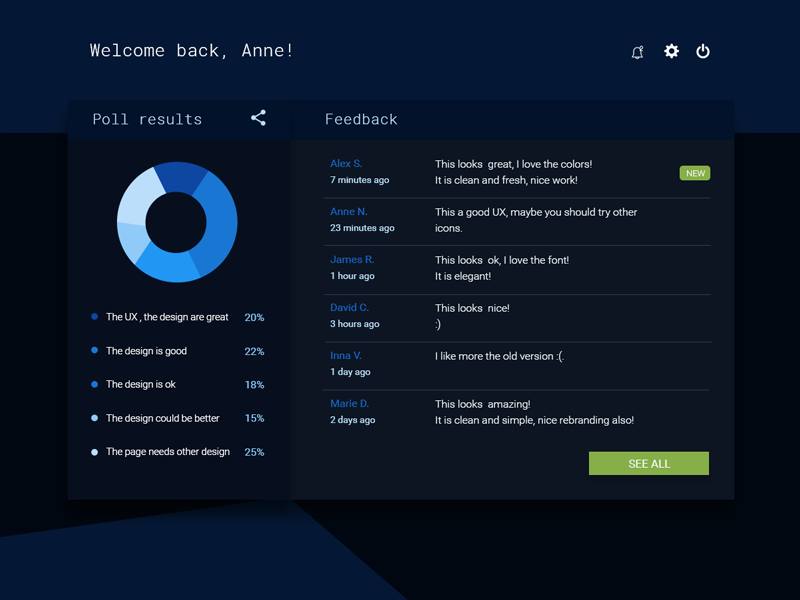 Welcome back, Anne!
Poll results
The UX , the design are great 20%
The design is good 22%
The design is ok 18%
The design could be better 15%
The page needs other design 25%
Feedback
Alex S.
7 minutes ago
This looks great, I love the colors!
It is clean and fresh, nice work!
NEW
Anne N.
23 minutes ago
This a good UX, maybe you should try other
icons.
James R.
1 hour ago
This looks ok, I love the font!
It is elegant!
David C.
3 hours ago
This looks nice!
:)
Inna V.
1 day ago
I like more the old version :(.
Marie D.
2 days ago
This looks amazing!
It is clean and simple, nice rebranding also!
SEE ALL